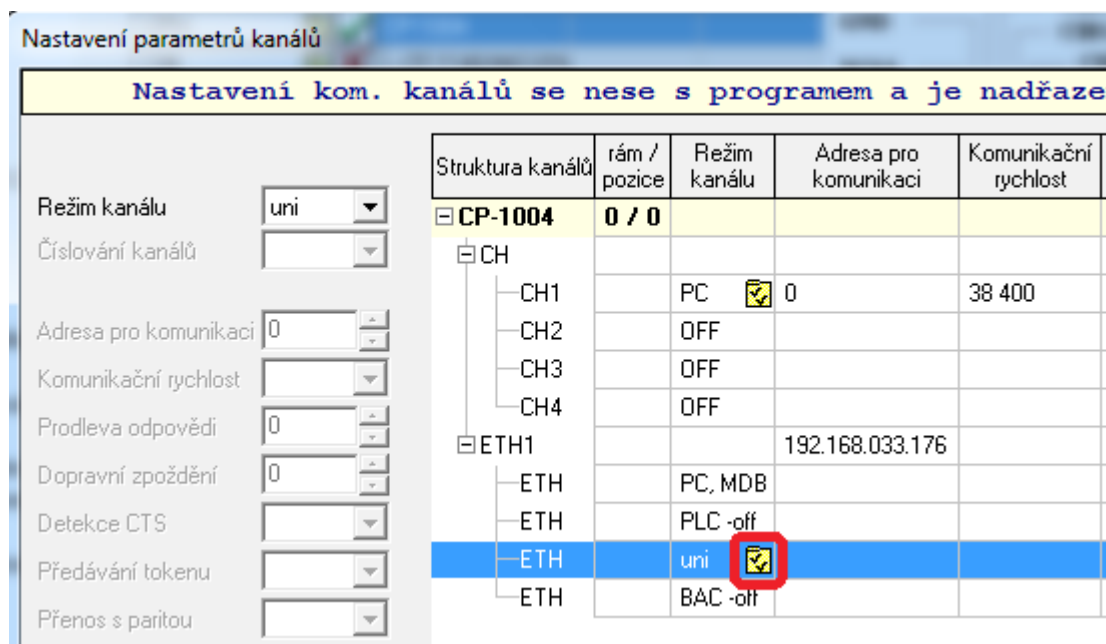 Nastavení parametrů kanálů
Nastavení kom. kanálů se nese s programem a je nadřaze
Režim kanálu uni
Číslování kanálů
Adresa pro komunikaci 0
Komunikační rychlost
Prodleva odpovědi 0
Dopravní zpoždění 0
Detekce CTS
Předávání tokenu
Přenos s paritou
Struktura kanálů rám / pozice Režim kanálu Adresa pro komunikaci Komunikační rychlost
CP-1004 0 / 0
CH
CH1 PC 0 38 400
CH2 OFF
CH3 OFF
CH4 OFF
ETH1 192.168.033.176
ETH PC, MDB
ETH PLC -off
ETH uni
ETH BAC -off